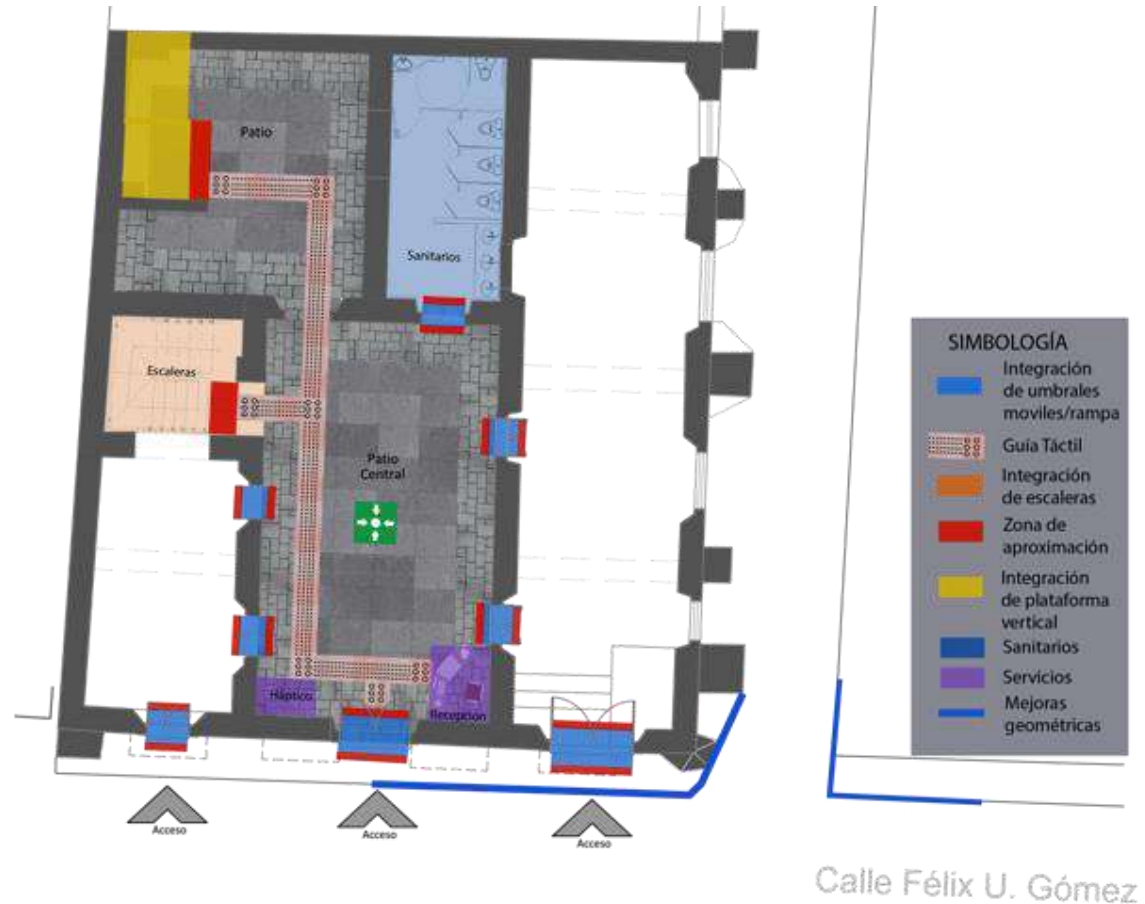 Patio
Sanitarios
Escaleras
Patio
Central
Háptico
Recepción
Acceso
Acceso
Acceso
SIMBOLOGÍA
Integración
de umbrales
moviles/rampa
Guía Táctil
Integración
de escaleras
Zona de
aproximación
Integración
de plataforma
vertical
Sanitarios
Servicios
Mejoras
geométricas
Calle Félix U. Gómez